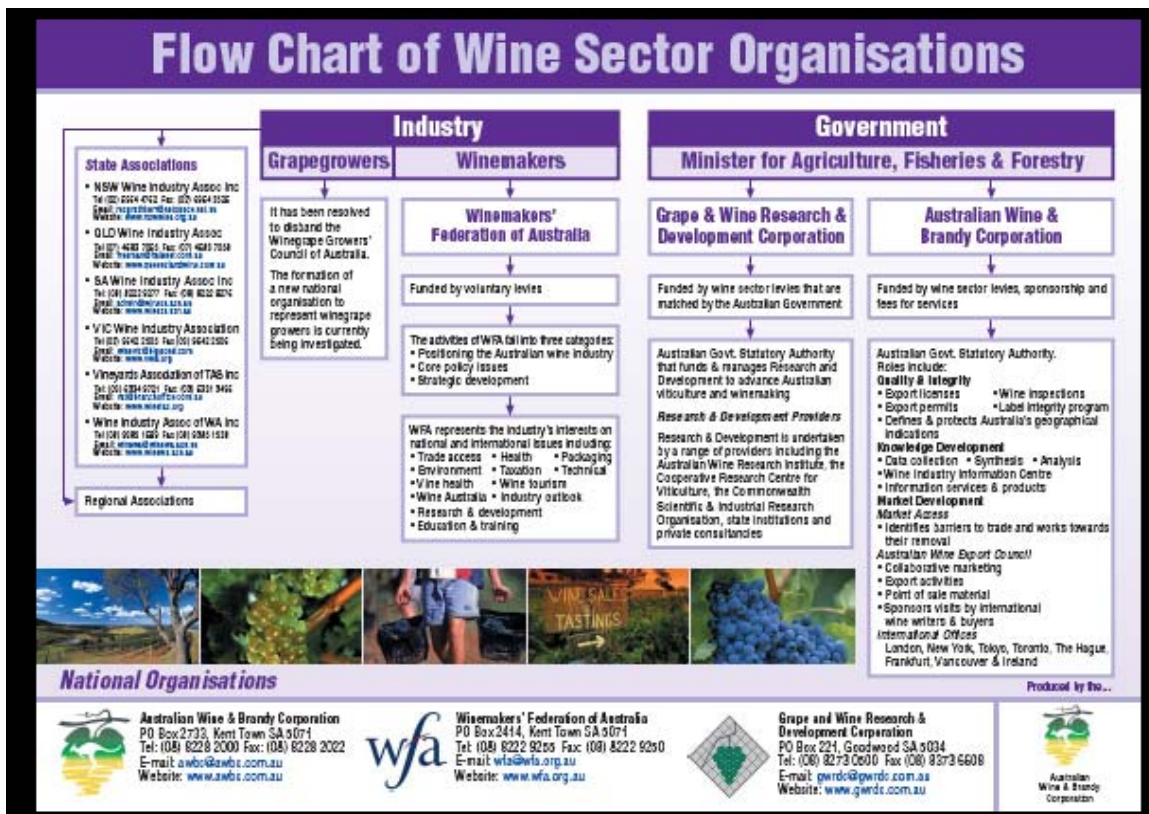 Flow Chart of Wine Sector Organisations
State Associations
• NSW Wine Industry Assoc Inc
• QLD Wine Industry Assoc
• SA Wine Industry Assoc Inc
• VIC Wine Industry Association
• Vineyards Association of TAS Inc
• Wine Industry Assoc of WA Inc
Regional Associations
Industry
Grapegrowers
It has been resolved
to disband the
Winegrape Growers'
Council of Australia.
The formation of
a new national
organisation to
represent winegrape
growers is currently
being investigated.
Winemakers
Winemakers'
Federation of Australia
Funded by voluntary levies
The activities of WFA fall into three categories:
• Positioning the Australian wine industry
• Core policy issues
• Strategic development
WFA represents the industry's interests on
national and international issues including:
• Trade access • Health • Packaging
• Environment • Taxation • Technical
• Vine health • Wine tourism
• Wine Australia • Industry outlook
• Research & development
• Education & training
Government
Minister for Agriculture, Fisheries & Forestry
Grape & Wine Research &
Development Corporation
Funded by wine sector levies that are
matched by the Australian Government
Australian Govt. Statutory Authority
that funds & manages Research and
Development to advance Australian
viticulture and winemaking
Research & Development Providers
Research & Development is undertaken
by a range of providers including the
Australian Wine Research Institute, the
Cooperative Research Centre for
Viticulture, the Commonwealth
Scientific & Industrial Research
Organisation, state institutions and
private consultancies
Australian Wine &
Brandy Corporation
Funded by wine sector levies, sponsorship and
fees for services
Australian Govt. Statutory Authority.
Roles include:
Quality & Integrity
• Export licenses • Wine inspections
• Export permits • Label integrity program
• Defines & protects Australia's geographical
indications
Knowledge Development
• Data collection • Synthesis • Analysis
• Wine Industry Information Centre
• Information services & products
Market Development
Market Access
• Identifies barriers to trade and works towards
their removal
Australian Wine Export Council
• Collaborative marketing
• Export activities
• Point of sale material
• Sponsors visits by international
wine writers & buyers
International Offices
London, New York, Tokyo, Toronto, The Hague,
Frankfurt, Vancouver & Ireland
WINE SALES
TASTINGS
National Organisations
Produced by the...
Australian Wine & Brandy Corporation
PO Box 2733, Kent Town SA 5071
Tel: (08) 8228 2000 Fax: (08) 8228 2022
E-mail: awbc@awbc.com.au
Website: www.awbc.com.au
wfa
Winemakers' Federation of Australia
PO Box 2414, Kent Town SA 5071
Tel: (08) 8222 9255 Fax: (08) 8222 9250
E-mail: wfa@wfa.org.au
Website: www.wfa.org.au
Grape and Wine Research &
Development Corporation
PO Box 221, Goodwood SA 5034
Tel: (08) 8273 0500 Fax (08) 8373 6608
E-mail: gwrdc@gwrdc.com.au
Website: www.gwrdc.com.au
Australian
Wine & Brandy
Corporation